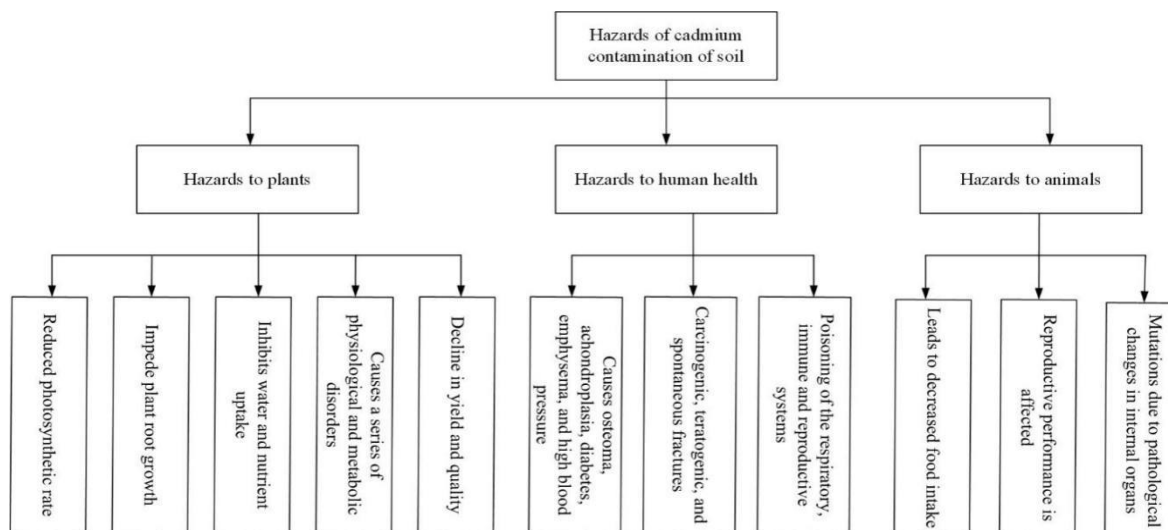 Hazards of cadmium
contamination of soil
Hazards to plants
Hazards to human health
Hazards to animals
Reduced photosynthetic rate
Impede plant root growth
Inhibits water and nutrient
uptake
Causes a series of
physiological and metabolic
disorders
Decline in yield and quality
Causes osteoma,
achondroplasia, diabetes,
emphysema, and high blood
pressure
Carcinogenic, teratogenic, and
spontaneous fractures
Poisoning of the respiratory,
immune and reproductive
systems
Leads to decreased food intake
Reproductive performance is
affected
Mutations due to pathological
changes in internal organs